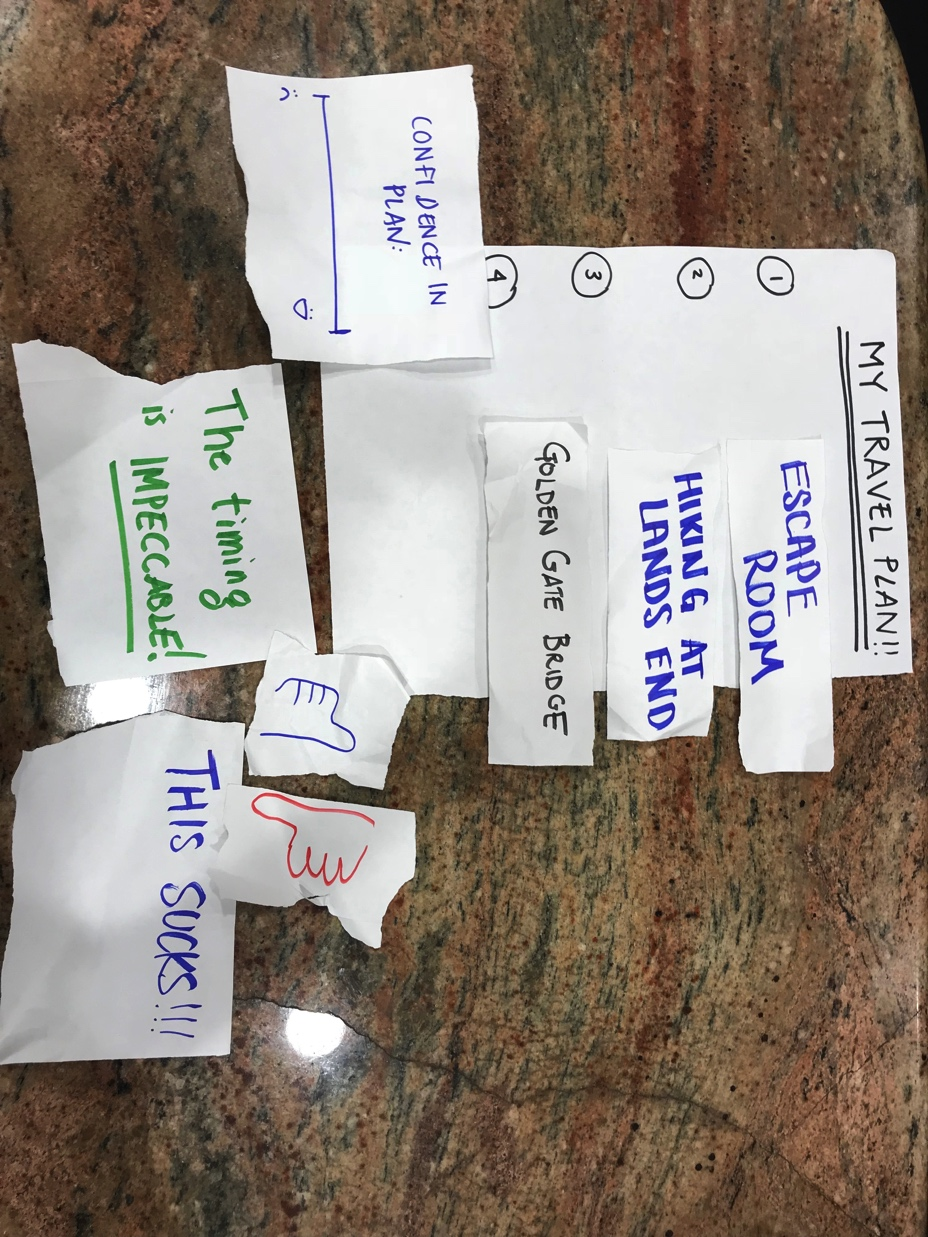 MY TRAVEL PLAN!!
1
ESCAPE
ROOM
2
HIKING AT
LANDS END
3
GOLDEN GATE BRIDGE
4
CONFIDENCE IN
PLAN:
The timing
is IMPECCABLE!
THIS SUCKS!!!